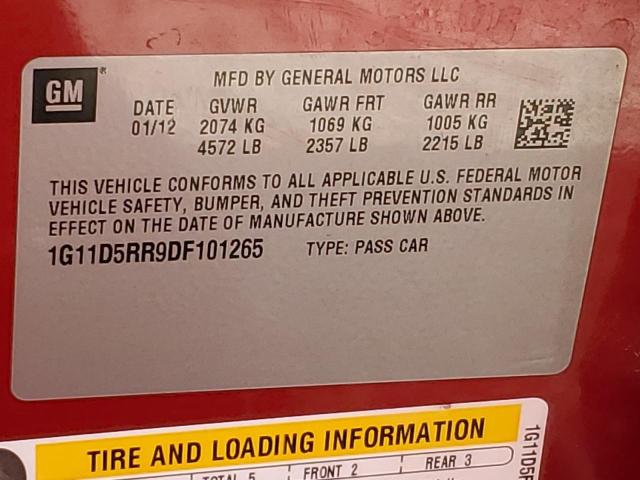 GM
®
MFD BY GENERAL MOTORS LLC
DATE GVWR GAWR FRT GAWR RR
01/12 2074 KG 1069 KG 1005 KG
4572 LB 2357 LB 2215 LB
THIS VEHICLE CONFORMS TO ALL APPLICABLE U.S. FEDERAL MOTOR
VEHICLE SAFETY, BUMPER, AND THEFT PREVENTION STANDARDS IN
EFFECT ON THE DATE OF MANUFACTURE SHOWN ABOVE.
1G11D5RR9DF101265 TYPE: PASS CAR
TIRE AND LOADING INFORMATION
TOTAL 5 FRONT 2 REAR 3
1G11D5R